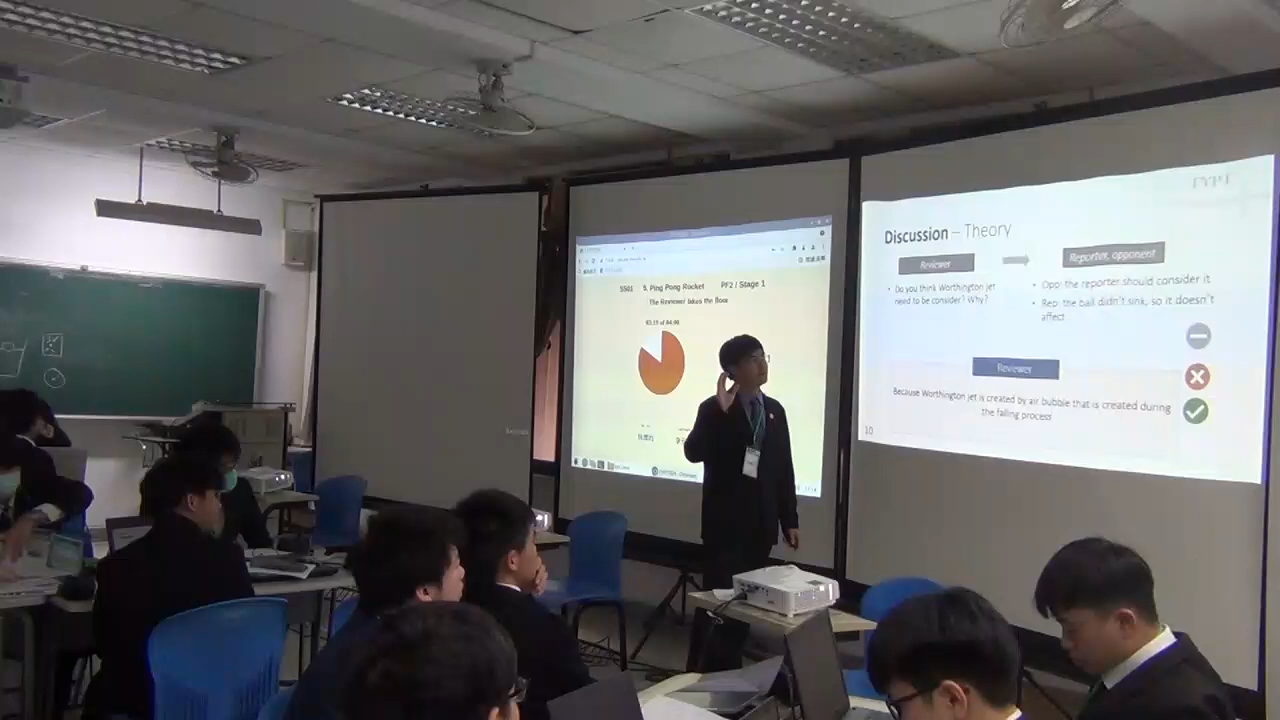 5501 5. Ping Pong Rocket PF2 / Stage 1
The Reviewer takes the floor
TYPT
Discussion – Theory
Reviewer
Reporter, opponent
• Do you think Worthington jet
need to be consider? Why?
• Opp: the reporter should consider it
• Rep: the ball didn't sink, so it doesn't
affect
Reviewer
Because Worthington jet is created by air bubble that is created during
the falling process
10